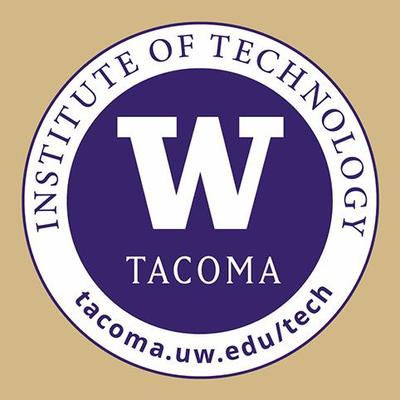 INSTITUTE OF TECHNOLOGY
W
TACOMA
tacoma.uw.edu/tech